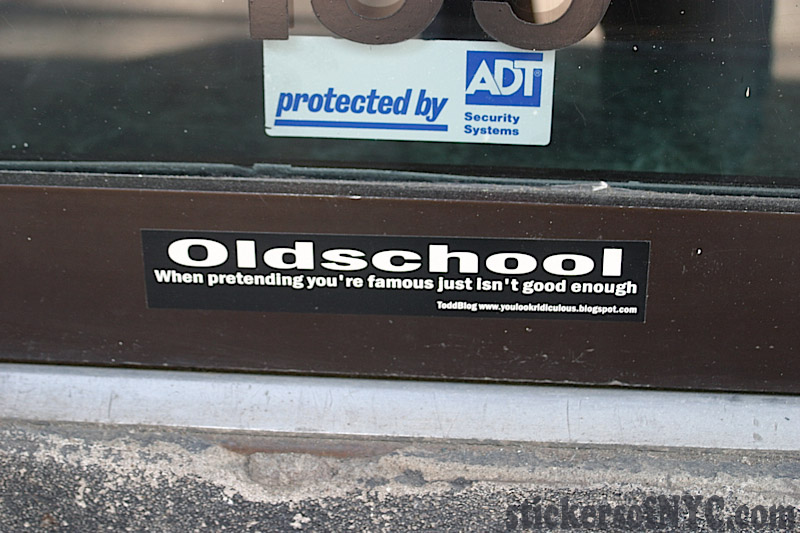 ADT®
protected by
Security
Systems
Oldschool
When pretending you're famous just isn't good enough
ToddBlog www.youlookridiculous.blogspot.com
stickersofNYC.com